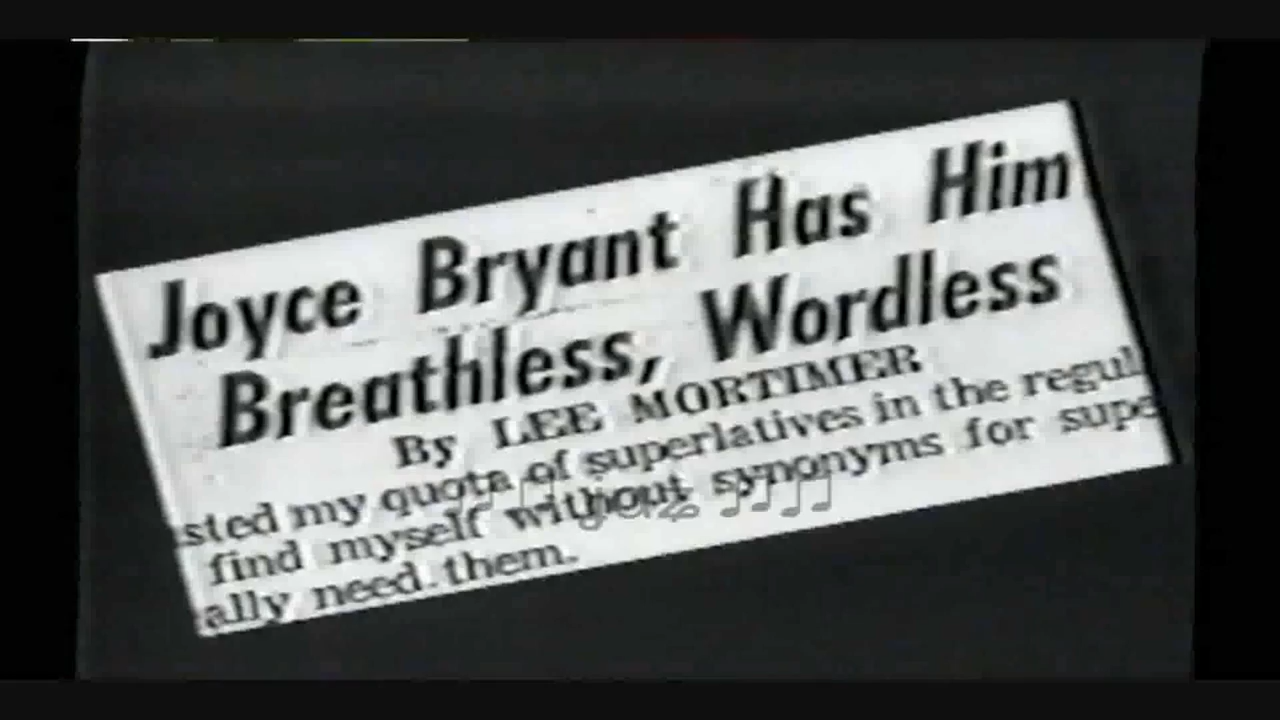 Joyce Bryant Has Him
Breathless, Wordless
By LEE MORTIMER
sted my quota of superlatives in the regul
find myself without synonyms for supe
ally need them.
♫ jazz ♪♫♫